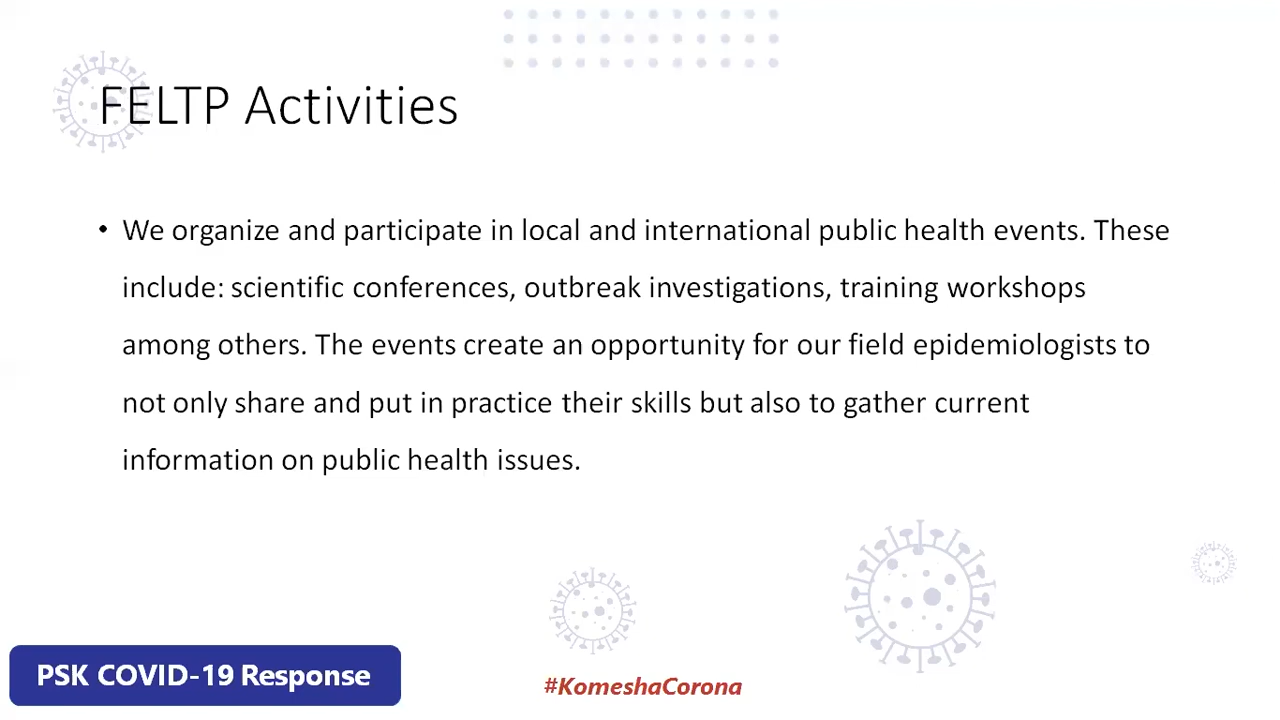 FELTP Activities
• We organize and participate in local and international public health events. These
include: scientific conferences, outbreak investigations, training workshops
among others. The events create an opportunity for our field epidemiologists to
not only share and put in practice their skills but also to gather current
information on public health issues.
PSK COVID-19 Response
#KomeshaCorona